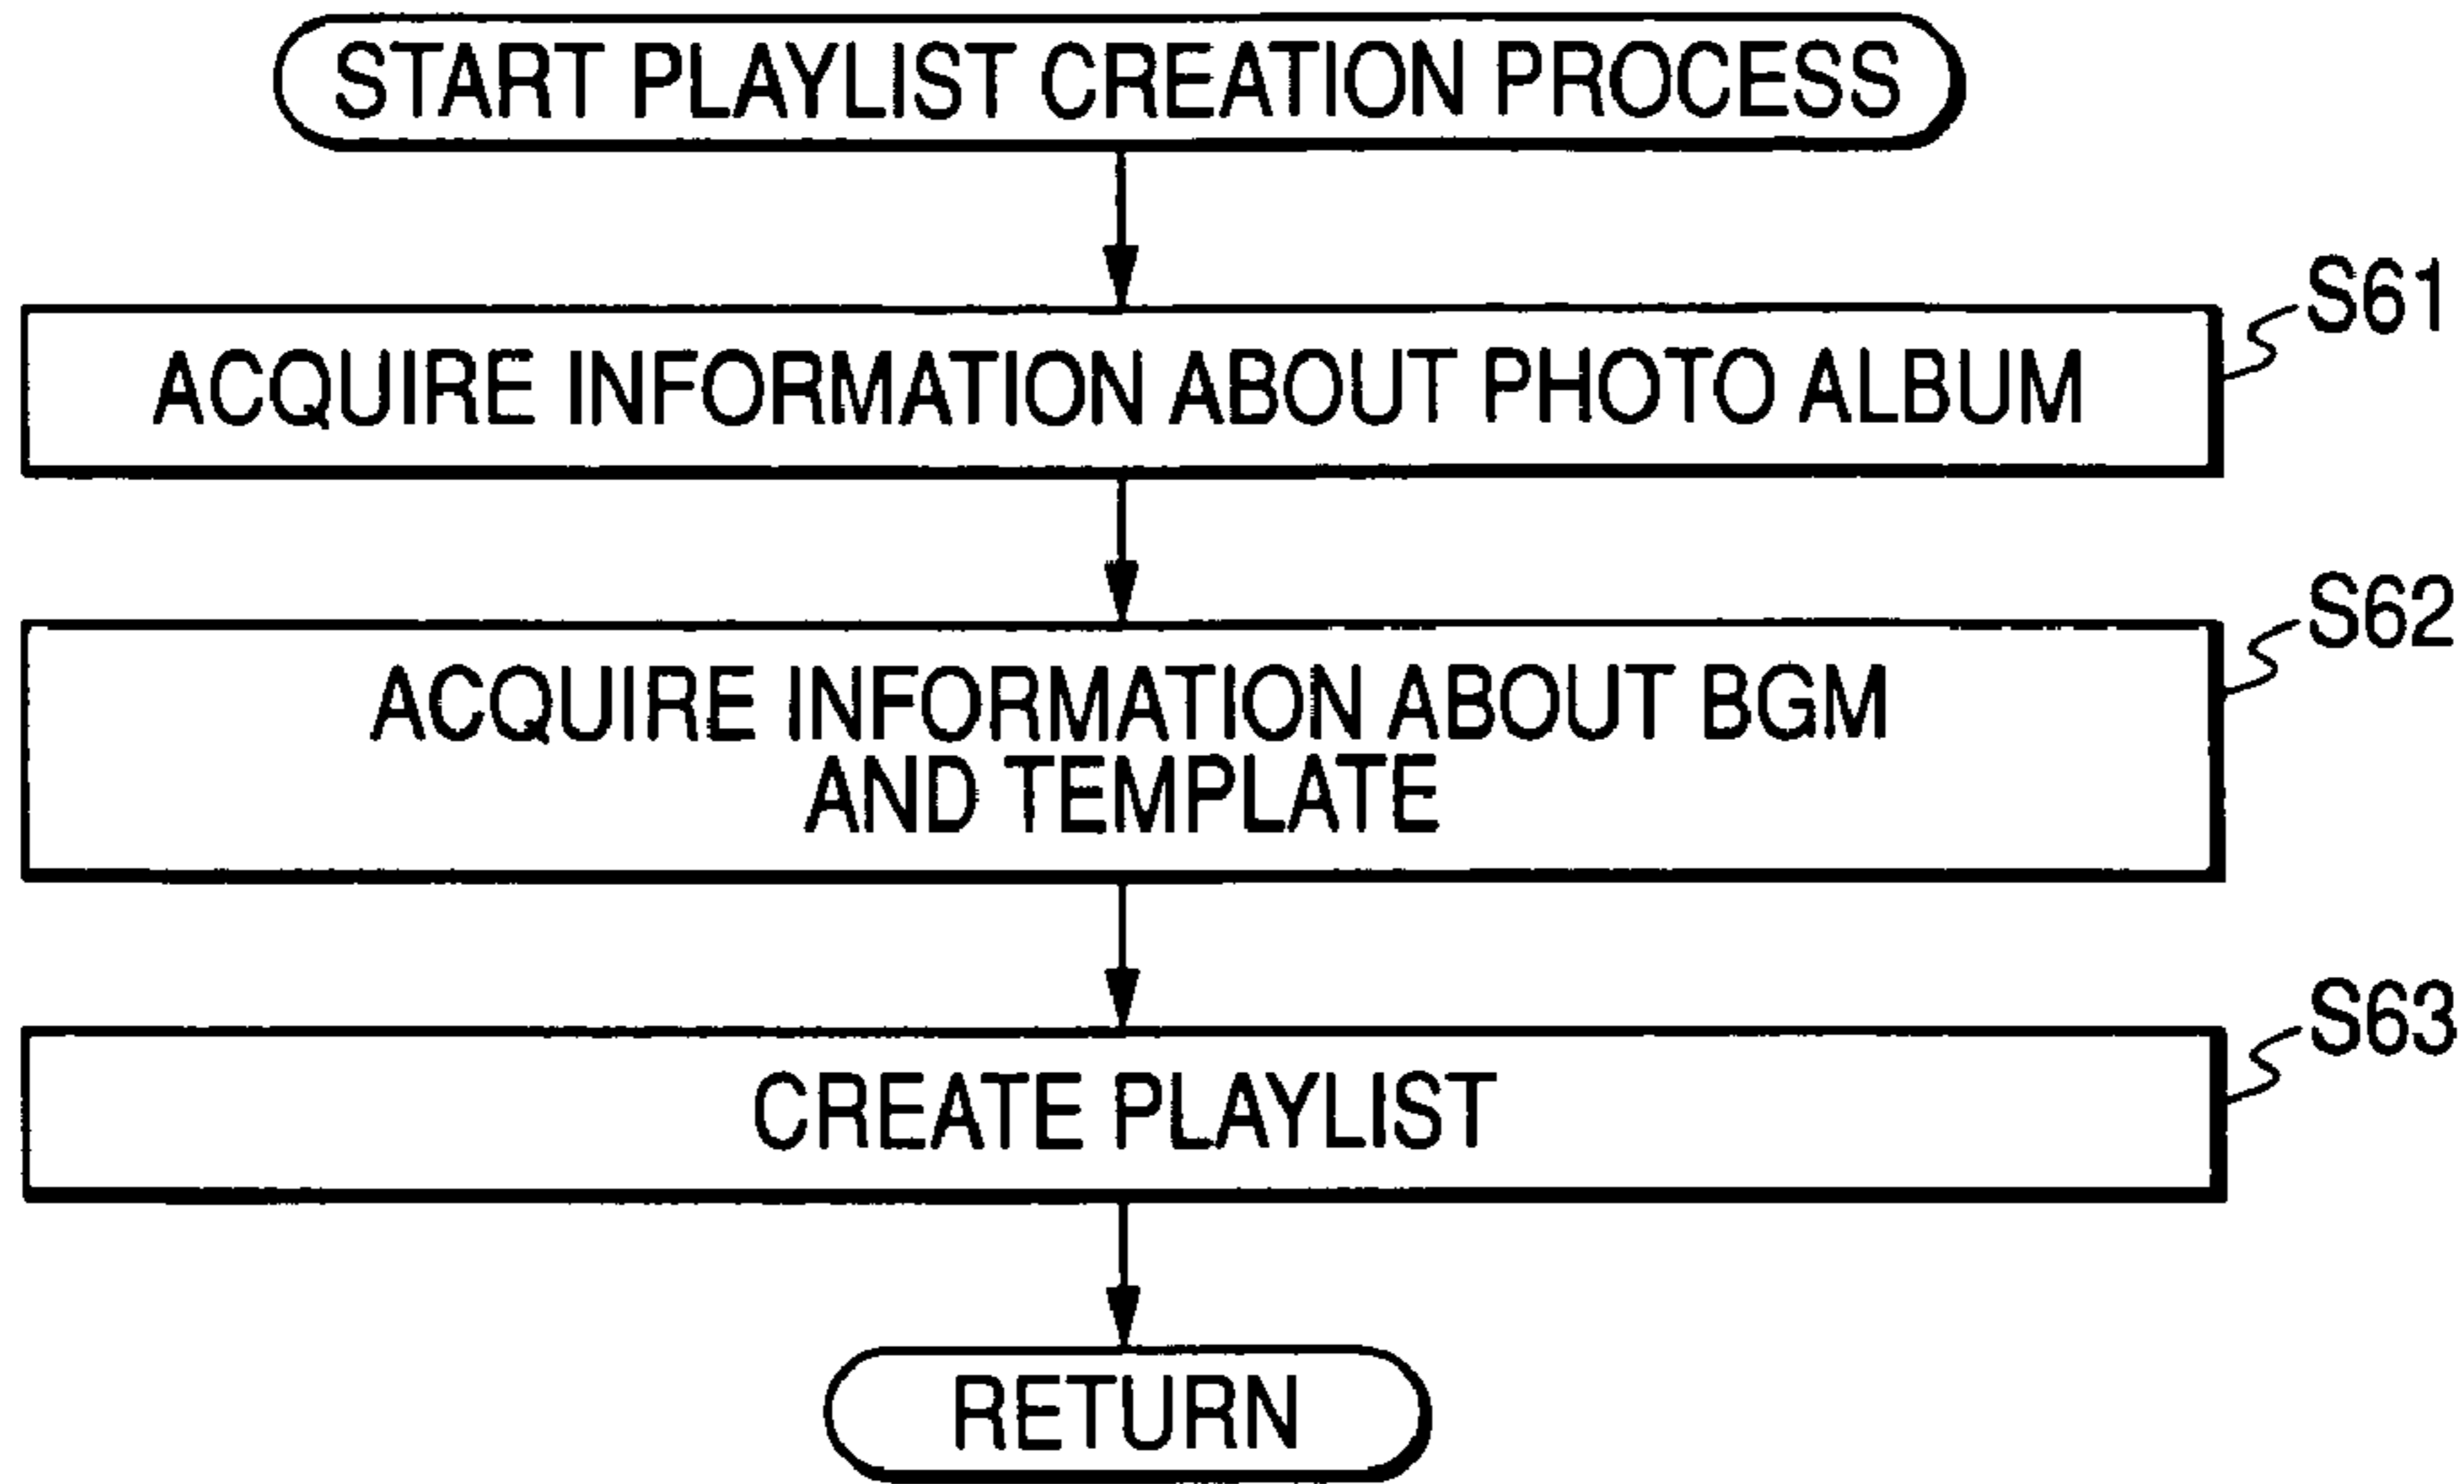 START PLAYLIST CREATION PROCESS
S61
ACQUIRE INFORMATION ABOUT PHOTO ALBUM
S62
ACQUIRE INFORMATION ABOUT BGM
AND TEMPLATE
S63
CREATE PLAYLIST
RETURN